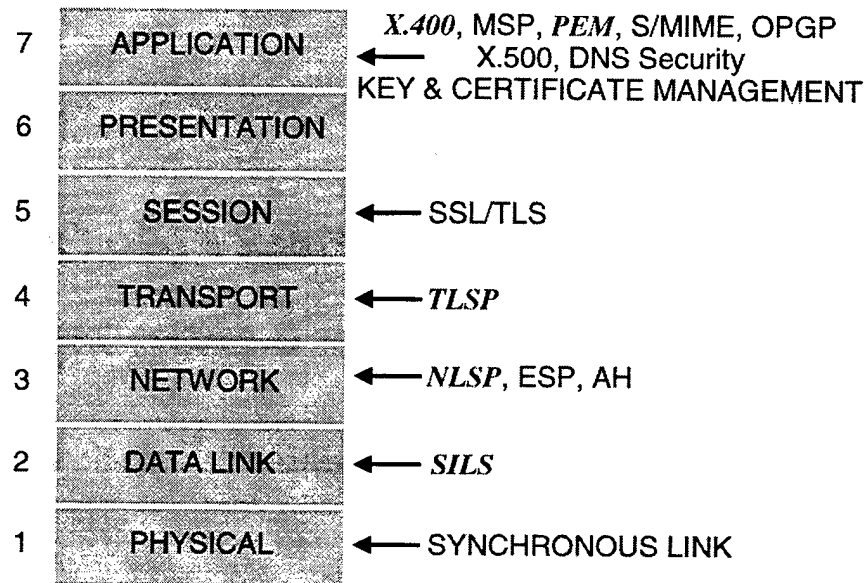 X.400, MSP, PEM, S/MIME, OPGP
7 APPLICATION X.500, DNS Security
KEY & CERTIFICATE MANAGEMENT
6 PRESENTATION
5 SESSION SSL/TLS
4 TRANSPORT TLSP
3 NETWORK NLSP, ESP, AH
2 DATA LINK SILS
1 PHYSICAL SYNCHRONOUS LINK